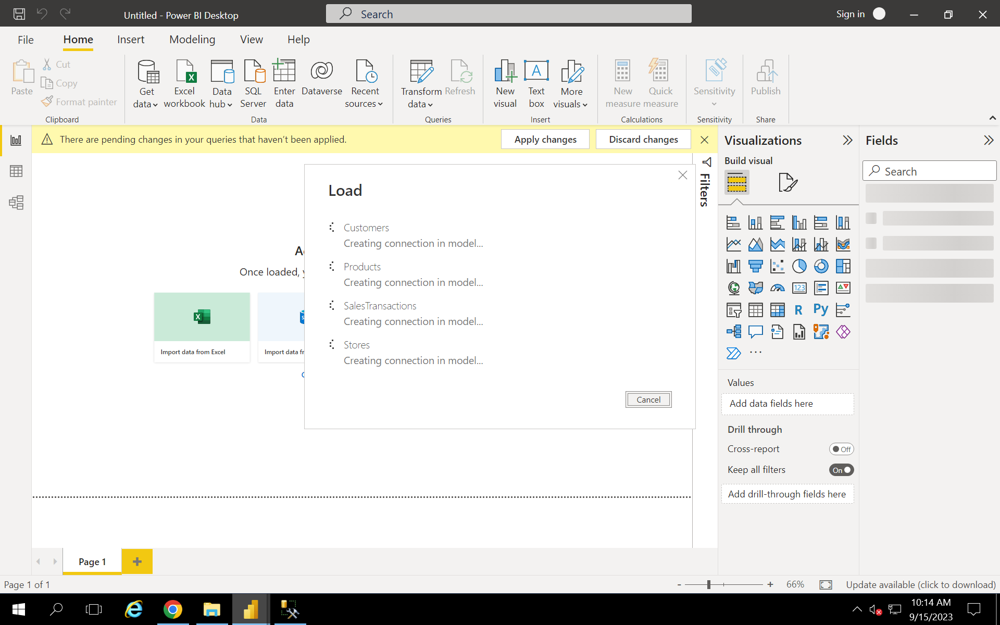 Untitled - Power BI Desktop
Search
Sign in
File
Home
Insert
Modeling
View
Help
Paste
Cut
Copy
Format painter
Clipboard
Get data
Excel workbook
Data hub
SQL Server
Enter data
Dataverse
Recent sources
Data
Transform data
Refresh
Queries
New visual
Text box
More visuals
Insert
New measure
Quick measure
Calculations
Sensitivity
Sensitivity
Publish
Share
There are pending changes in your queries that haven't been applied.
Apply changes
Discard changes
Once loaded,
Import data from Excel
Import data
Load
Customers
Creating connection in model...
Products
Creating connection in model...
SalesTransactions
Creating connection in model...
Stores
Creating connection in model...
Cancel
Filters
Visualizations
Build visual
123
R
Py
Values
Add data fields here
Drill through
Cross-report
Off
Keep all filters
On
Add drill-through fields here
Fields
Search
Page 1
Page 1 of 1
66%
Update available (click to download)
10:14 AM
9/15/2023